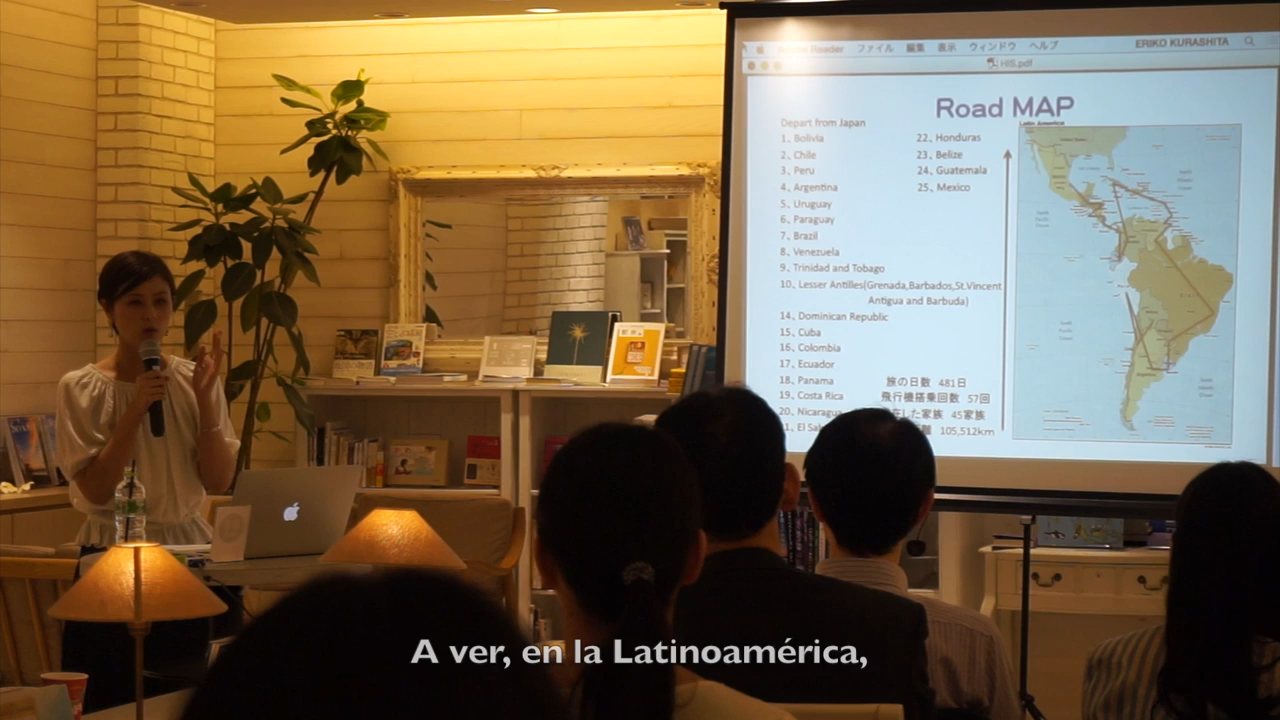 Adobe Reader ファイル 編集 表示 ウィンドウ ヘルプ ERIKO KURASHITA
HIS.pdf
Road MAP
Depart from Japan
1、Bolivia
2、Chile
3、Peru
4、Argentina
5、Uruguay
6、Paraguay
7、Brazil
8、Venezuela
9、Trinidad and Tobago
10、Lesser Antilles(Grenada,Barbados,St.Vincent
Antigua and Barbuda)
14、Dominican Republic
15、Cuba
16、Colombia
17、Ecuador
18、Panama
19、Costa Rica
20、Nicaragua
22、Honduras
23、Belize
24、Guatemala
25、Mexico
Latin America
旅の日数 481日
飛行機搭乗回数 57回
した家族 45家族
105,512km
A ver, en la Latinoamérica,